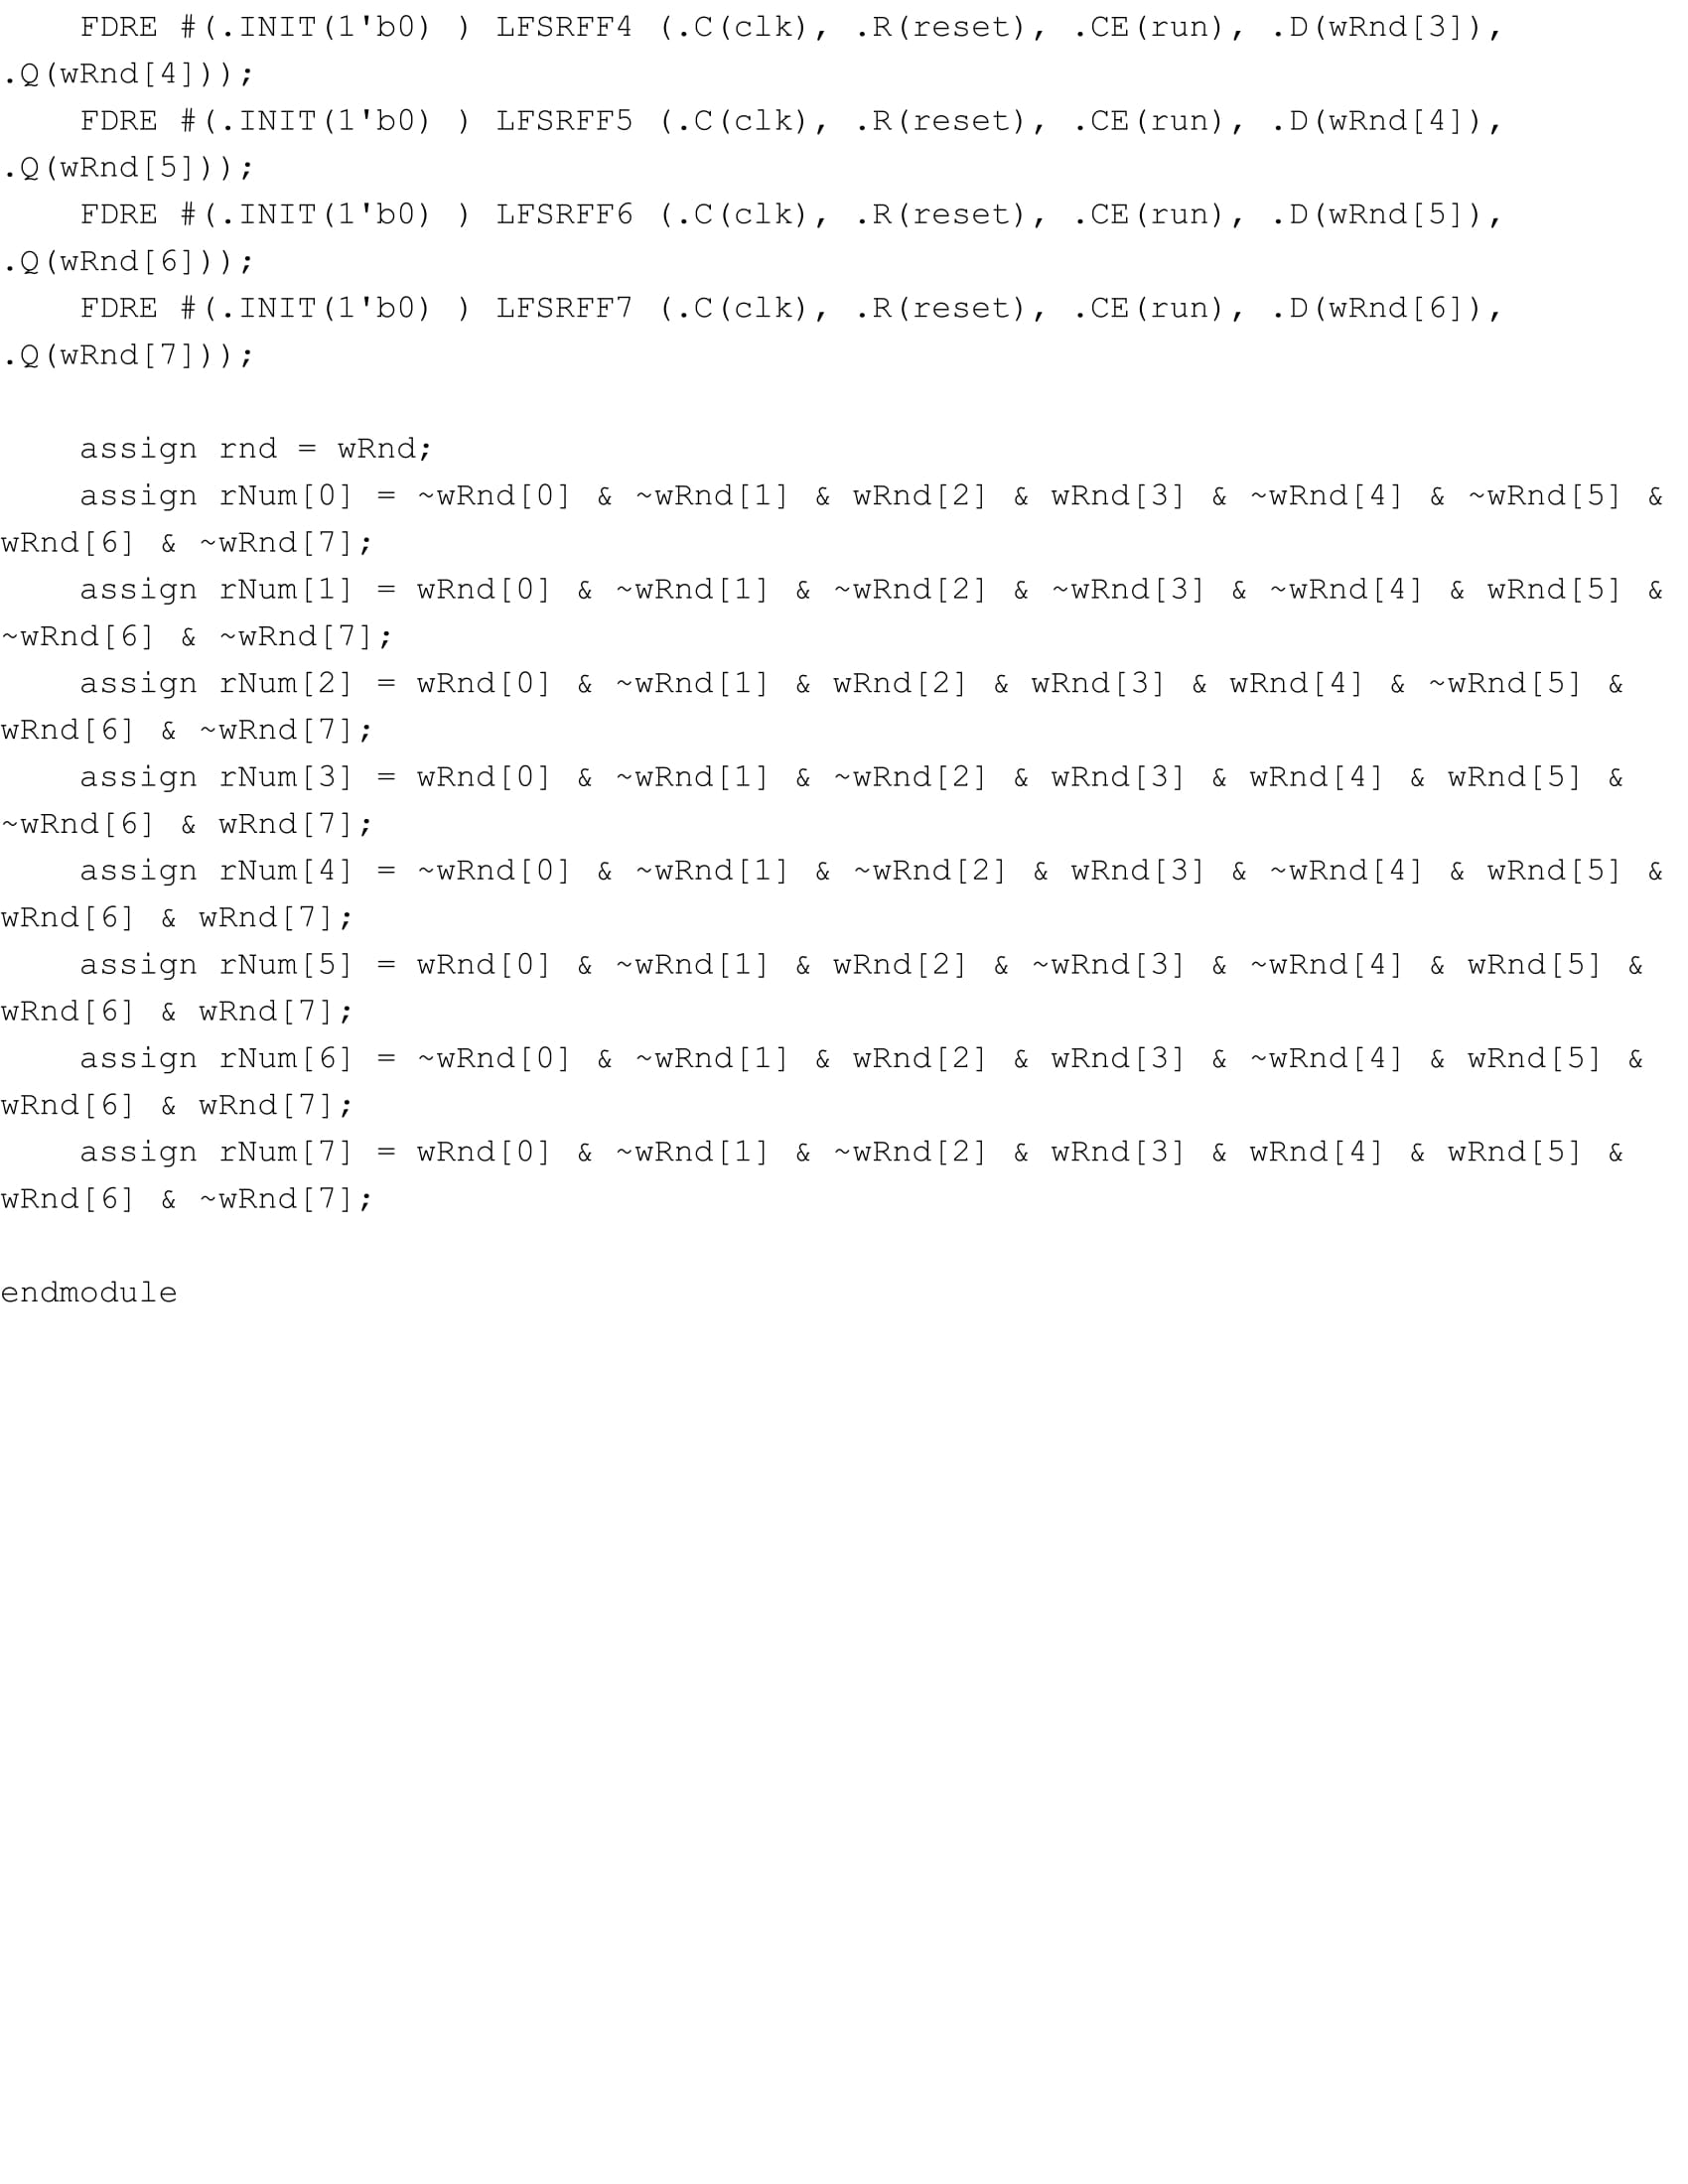 FDRE #(.INIT(1'b0) ) LFSRFF4 (.C(clk), .R(reset), .CE(run), .D(wRnd[3]),
.Q(wRnd[4]));
    FDRE #(.INIT(1'b0) ) LFSRFF5 (.C(clk), .R(reset), .CE(run), .D(wRnd[4]),
.Q(wRnd[5]));
    FDRE #(.INIT(1'b0) ) LFSRFF6 (.C(clk), .R(reset), .CE(run), .D(wRnd[5]),
.Q(wRnd[6]));
    FDRE #(.INIT(1'b0) ) LFSRFF7 (.C(clk), .R(reset), .CE(run), .D(wRnd[6]),
.Q(wRnd[7]));

    assign rnd = wRnd;
    assign rNum[0] = ~wRnd[0] & ~wRnd[1] & wRnd[2] & wRnd[3] & ~wRnd[4] & ~wRnd[5] &
wRnd[6] & ~wRnd[7];
    assign rNum[1] = wRnd[0] & ~wRnd[1] & ~wRnd[2] & ~wRnd[3] & ~wRnd[4] & wRnd[5] &
~wRnd[6] & ~wRnd[7];
    assign rNum[2] = wRnd[0] & ~wRnd[1] & wRnd[2] & wRnd[3] & wRnd[4] & ~wRnd[5] &
wRnd[6] & ~wRnd[7];
    assign rNum[3] = wRnd[0] & ~wRnd[1] & ~wRnd[2] & wRnd[3] & wRnd[4] & wRnd[5] &
~wRnd[6] & wRnd[7];
    assign rNum[4] = ~wRnd[0] & ~wRnd[1] & ~wRnd[2] & wRnd[3] & ~wRnd[4] & wRnd[5] &
wRnd[6] & wRnd[7];
    assign rNum[5] = wRnd[0] & ~wRnd[1] & wRnd[2] & ~wRnd[3] & ~wRnd[4] & wRnd[5] &
wRnd[6] & wRnd[7];
    assign rNum[6] = ~wRnd[0] & ~wRnd[1] & wRnd[2] & wRnd[3] & ~wRnd[4] & wRnd[5] &
wRnd[6] & wRnd[7];
    assign rNum[7] = wRnd[0] & ~wRnd[1] & ~wRnd[2] & wRnd[3] & wRnd[4] & wRnd[5] &
wRnd[6] & ~wRnd[7];

endmodule